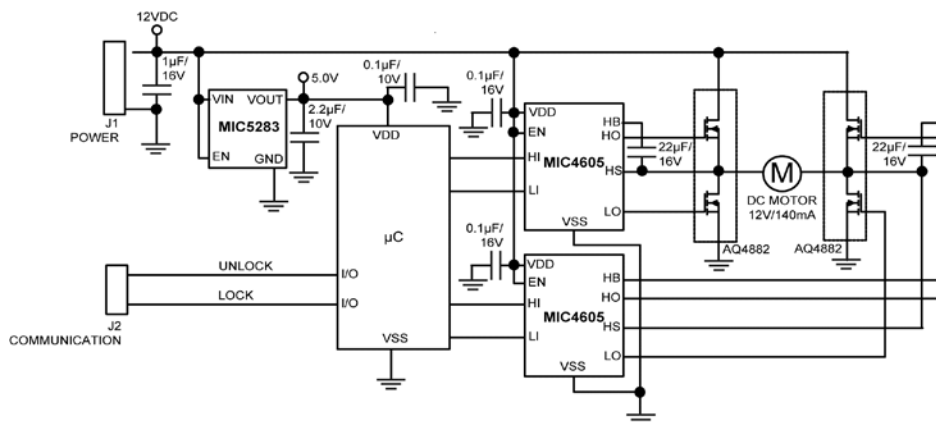 12VDC
1µF/
16V
J1
POWER
VIN
VOUT
MIC5283
EN
GND
5.0V
2.2µF/
10V
0.1µF/
10V
VDD
µC
UNLOCK
I/O
LOCK
I/O
J2
COMMUNICATION
VSS
0.1µF/
16V
VDD
EN
MIC4605
HI
LI
VSS
HB
HO
HS
LO
22µF/
16V
M
DC MOTOR
12V/140mA
AQ4882
AQ4882
22µF/
16V
0.1µF/
16V
VDD
EN
MIC4605
HI
LI
VSS
HB
HO
HS
LO